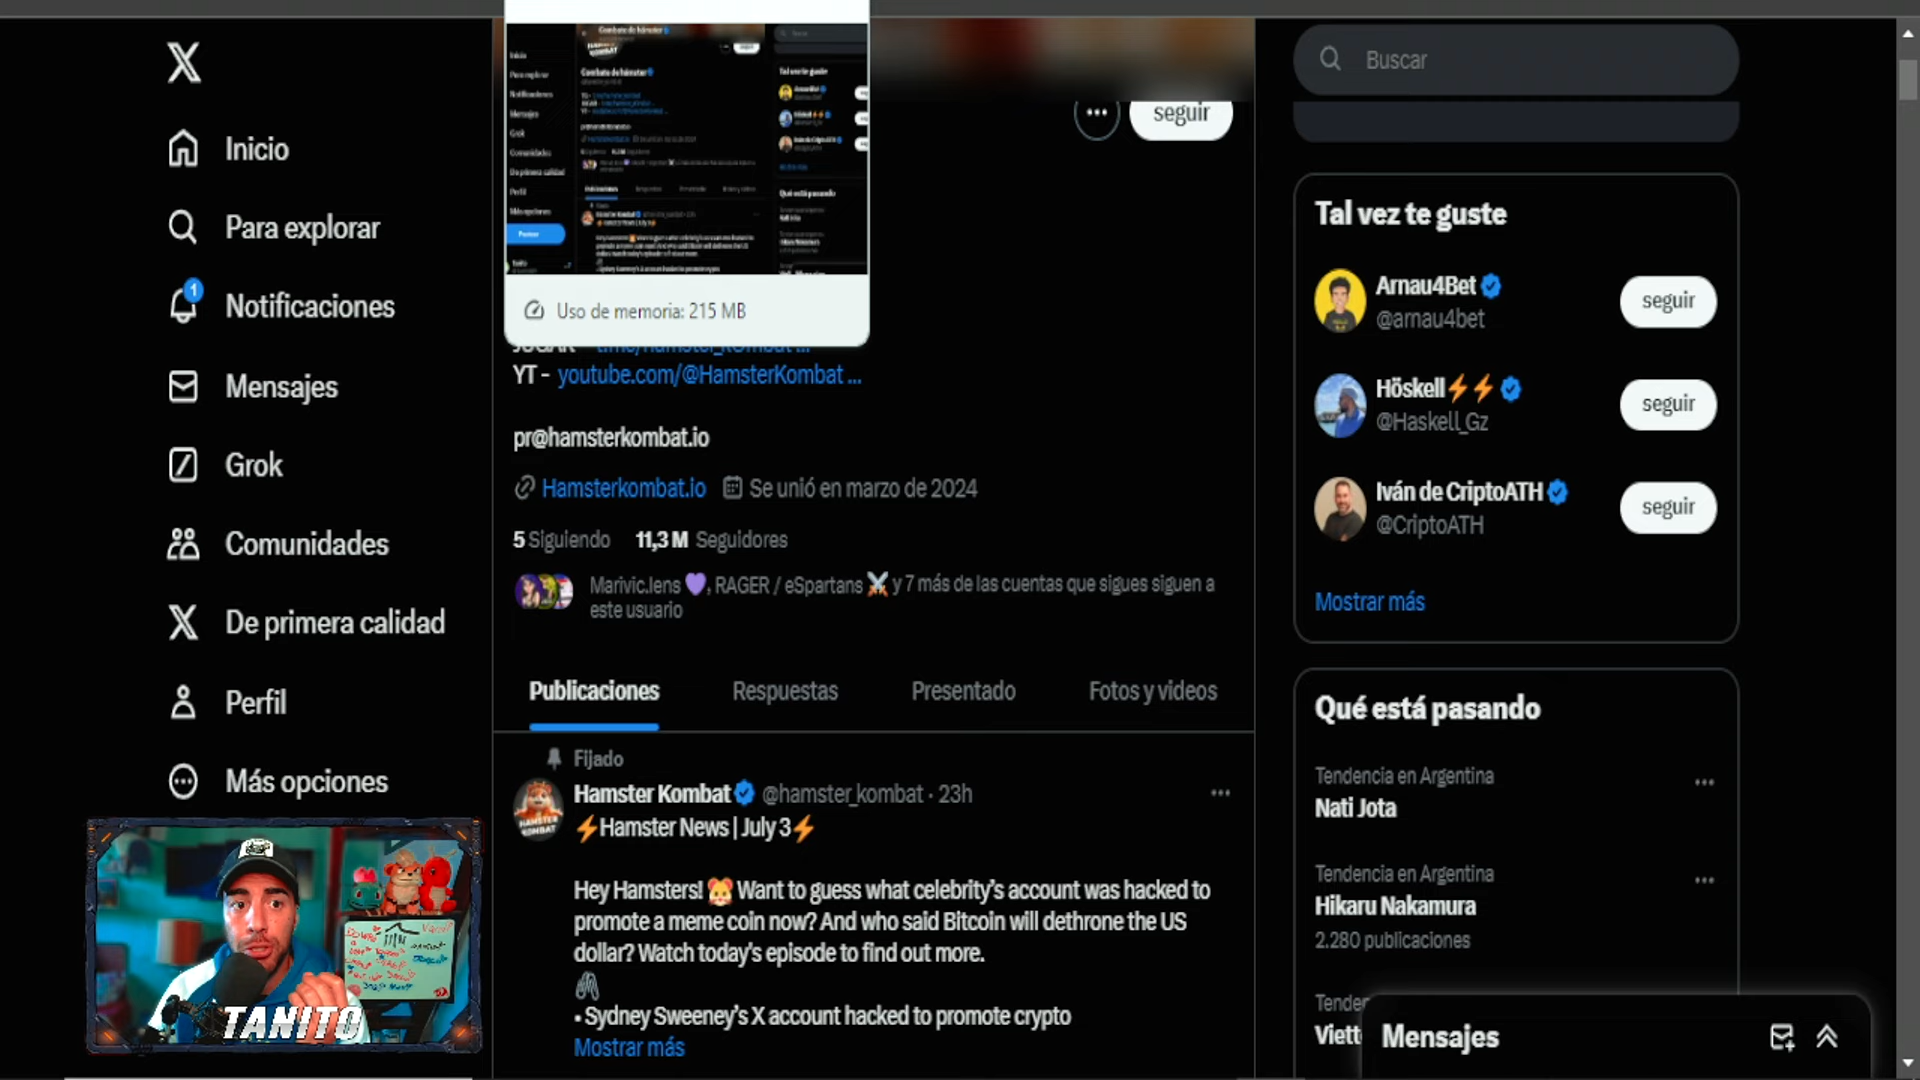 Inicio
Para explorar
Notificaciones
1
Mensajes
Grok
Comunidades
De primera calidad
Perfil
Más opciones
TANITO
Uso de memoria: 215 MB
seguir
YT - youtube.com/@HamsterKombat ...
pr@hamsterkombat.io
Hamsterkombat.io Se unió en marzo de 2024
5 Siguiendo 11,3 M Seguidores
Marivic.lens 💜, RAGER / eSpartans ⚔️ y 7 más de las cuentas que sigues siguen a
este usuario
Publicaciones Respuestas Presentado Fotos y videos
Fijado
Hamster Kombat @hamster_kombat · 23h
⚡Hamster News | July 3⚡
Hey Hamsters! 🐹 Want to guess what celebrity's account was hacked to
promote a meme coin now? And who said Bitcoin will dethrone the US
dollar? Watch today's episode to find out more.
• Sydney Sweeney's X account hacked to promote crypto
Mostrar más
Buscar
Tal vez te guste
Arnau4Bet
@arnau4bet
seguir
Höskell⚡⚡
@Haskell_Gz
seguir
Iván de CriptoATH
@CriptoATH
seguir
Mostrar más
Qué está pasando
Tendencia en Argentina
Nati Jota
Tendencia en Argentina
Hikaru Nakamura
2.280 publicaciones
Mensajes